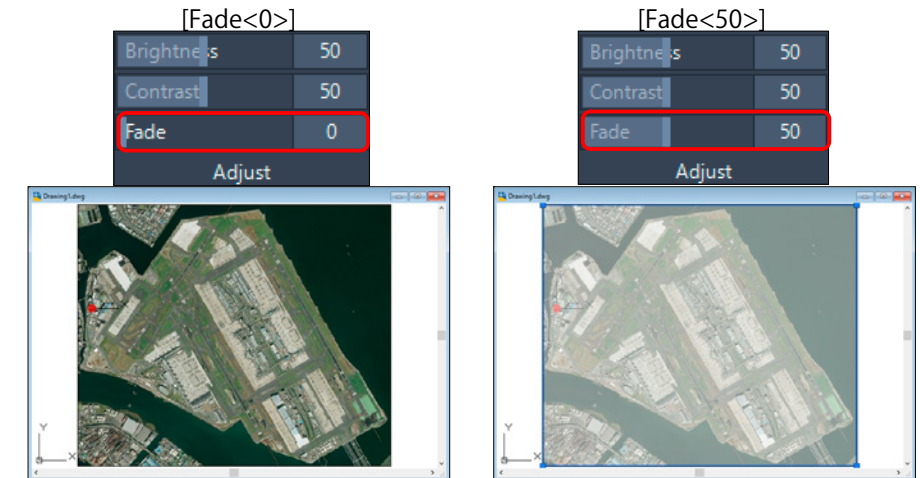 [Fade<0>]
Brightness 50
Contrast 50
Fade 0
Adjust
Drawing1.dwg
Y
X
[Fade<50>]
Brightness 50
Contrast 50
Fade 50
Adjust
Drawing1.dwg
Y
X